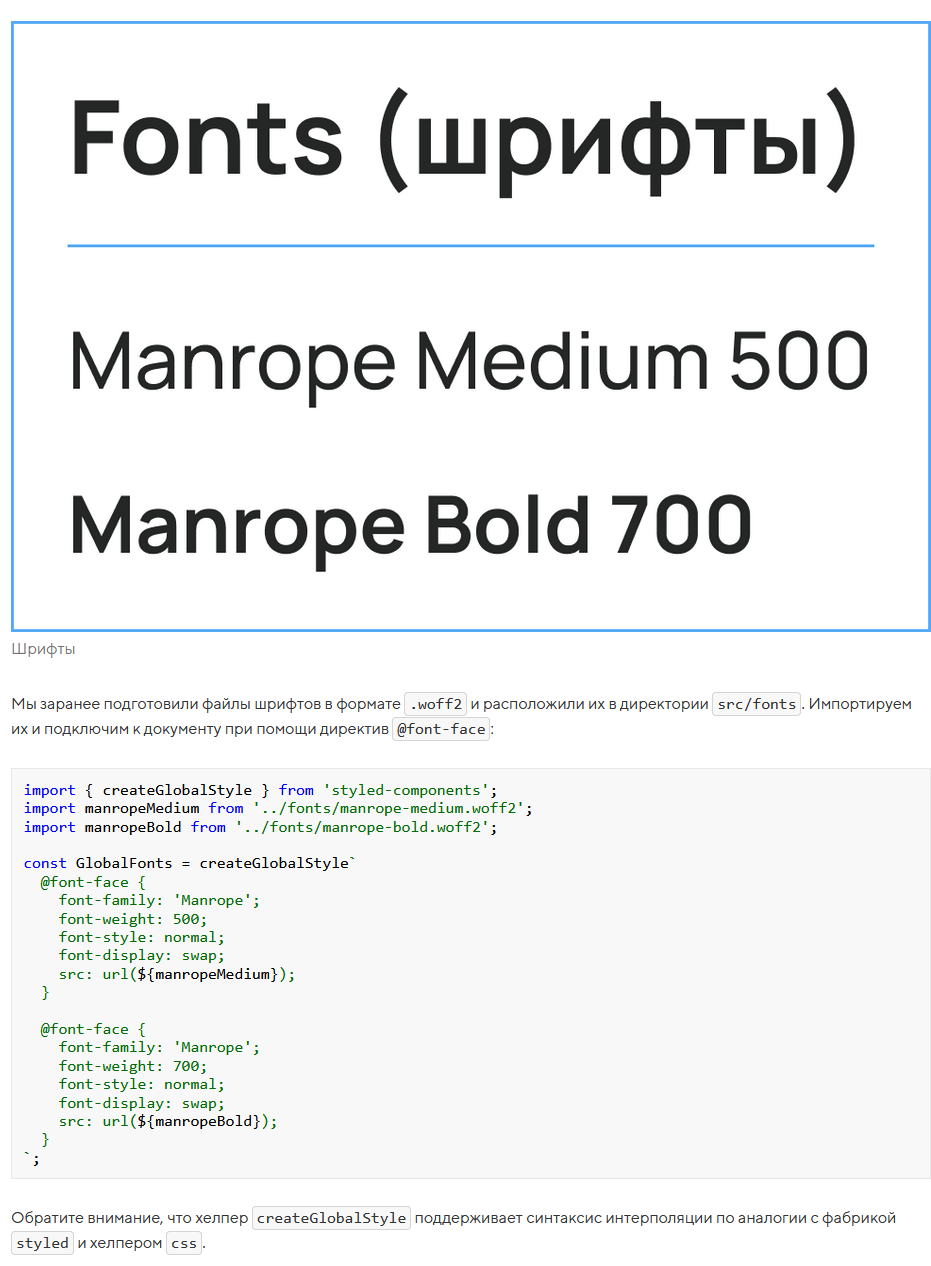 Fonts (шрифты)
Manrope Medium 500
Manrope Bold 700
Шрифты
Мы заранее подготовили файлы шрифтов в формате .woff2 и расположили их в директории src/fonts. Импортируем
их и подключим к документу при помощи директив @font-face:
import { createGlobalStyle } from 'styled-components';
import manropeMedium from '../fonts/manrope-medium.woff2';
import manropeBold from '../fonts/manrope-bold.woff2';
const GlobalFonts = createGlobalStyle`
  @font-face {
    font-family: 'Manrope';
    font-weight: 500;
    font-style: normal;
    font-display: swap;
    src: url(${manropeMedium});
  }
  @font-face {
    font-family: 'Manrope';
    font-weight: 700;
    font-style: normal;
    font-display: swap;
    src: url(${manropeBold});
  }
`;
Обратите внимание, что хелпер createGlobalStyle поддерживает синтаксис интерполяции по аналогии с фабрикой
styled и хелпером css.